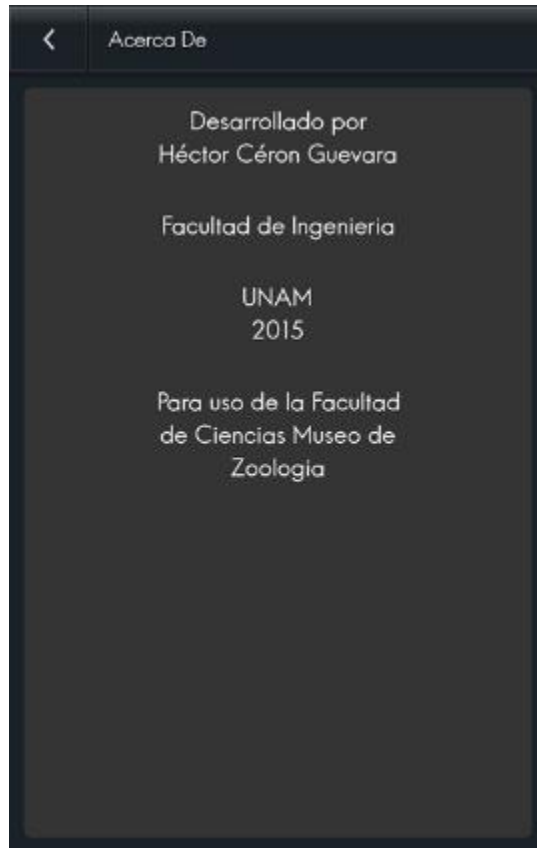 Acerca De
Desarrollado por
Héctor Céron Guevara
Facultad de Ingenieria
UNAM
2015
Para uso de la Facultad
de Ciencias Museo de
Zoologia